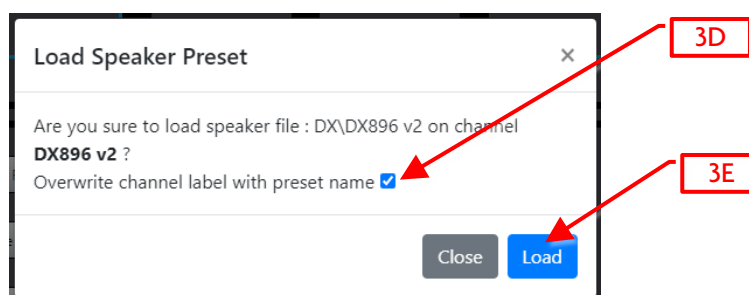 Load Speaker Preset ×
3D
Are you sure to load speaker file : DX\DX896 v2 on channel
DX896 v2 ?
Overwrite channel label with preset name
3E
Close Load